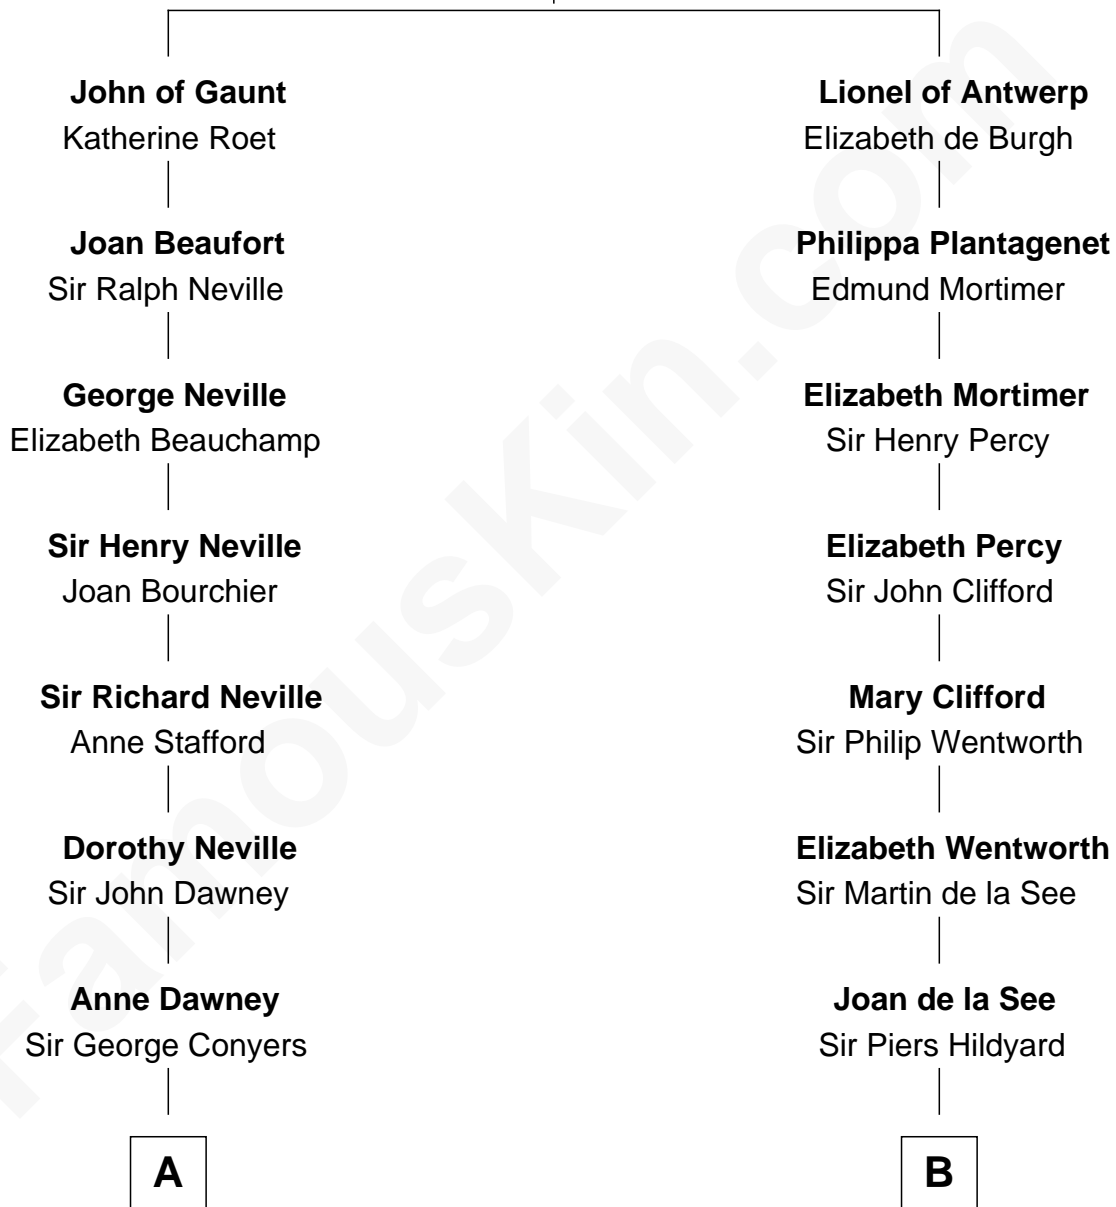 John of Gaunt
Katherine Roet
Joan Beaufort
Sir Ralph Neville
George Neville
Elizabeth Beauchamp
Sir Henry Neville
Joan Bourchier
Sir Richard Neville
Anne Stafford
Dorothy Neville
Sir John Dawney
Anne Dawney
Sir George Conyers
A
Lionel of Antwerp
Elizabeth de Burgh
Philippa Plantagenet
Edmund Mortimer
Elizabeth Mortimer
Sir Henry Percy
Elizabeth Percy
Sir John Clifford
Mary Clifford
Sir Philip Wentworth
Elizabeth Wentworth
Sir Martin de la See
Joan de la See
Sir Piers Hildyard
B
FamousKin.com